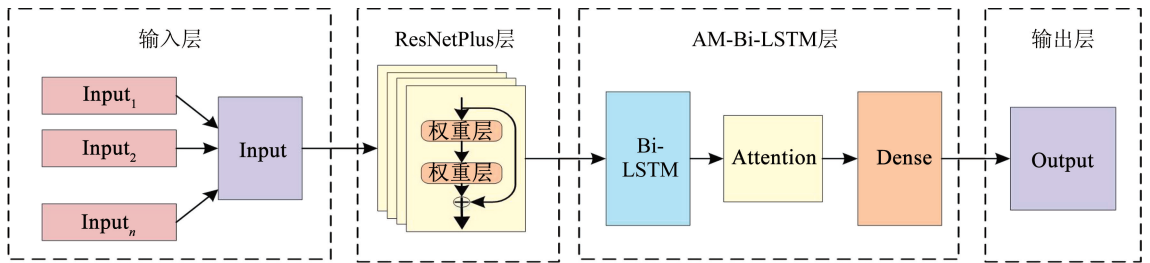 输入层
Input1
Input2
Inputn
Input
ResNetPlus层
权重层
权重层
AM-Bi-LSTM层
Bi-
LSTM
Attention
Dense
输出层
Output